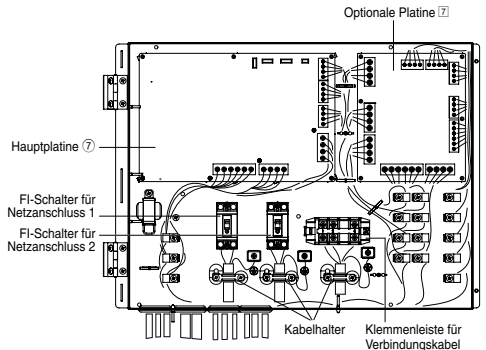 Optionale Platine 7
Hauptplatine ⑦
FI-Schalter für
Netzanschluss 1
FI-Schalter für
Netzanschluss 2
Kabelhalter
Klemmenleiste für
Verbindungskabel